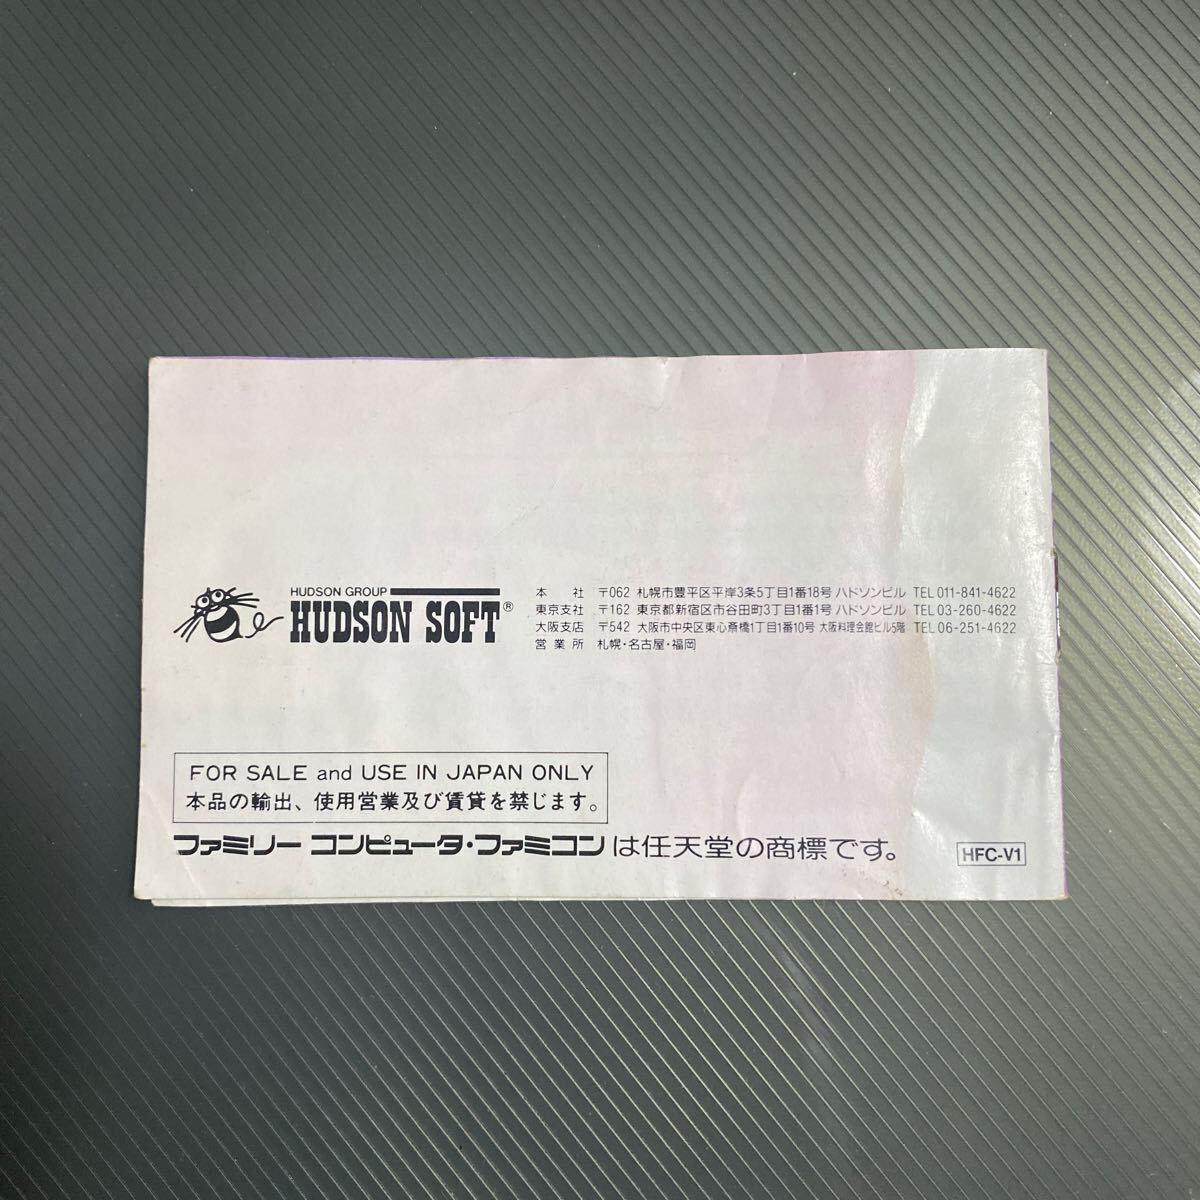 HUDSON GROUP
HUDSON SOFT®
本社 〒062 札幌市豊平区平岸3条5丁目1番18号 ハドソンビル TEL 011-841-4622
東京支社 〒162 東京都新宿区市谷田町3丁目1番1号 ハドソンビル TEL 03-260-4622
大阪支店 〒542 大阪市中央区東心斎橋1丁目1番10号 大阪料理会館ビル5階 TEL 06-251-4622
営業所 札幌・名古屋・福岡
FOR SALE and USE IN JAPAN ONLY
本品の輸出、使用営業及び賃貸を禁じます。
ファミリーコンピュータ・ファミコンは任天堂の商標です。
HFC-V1